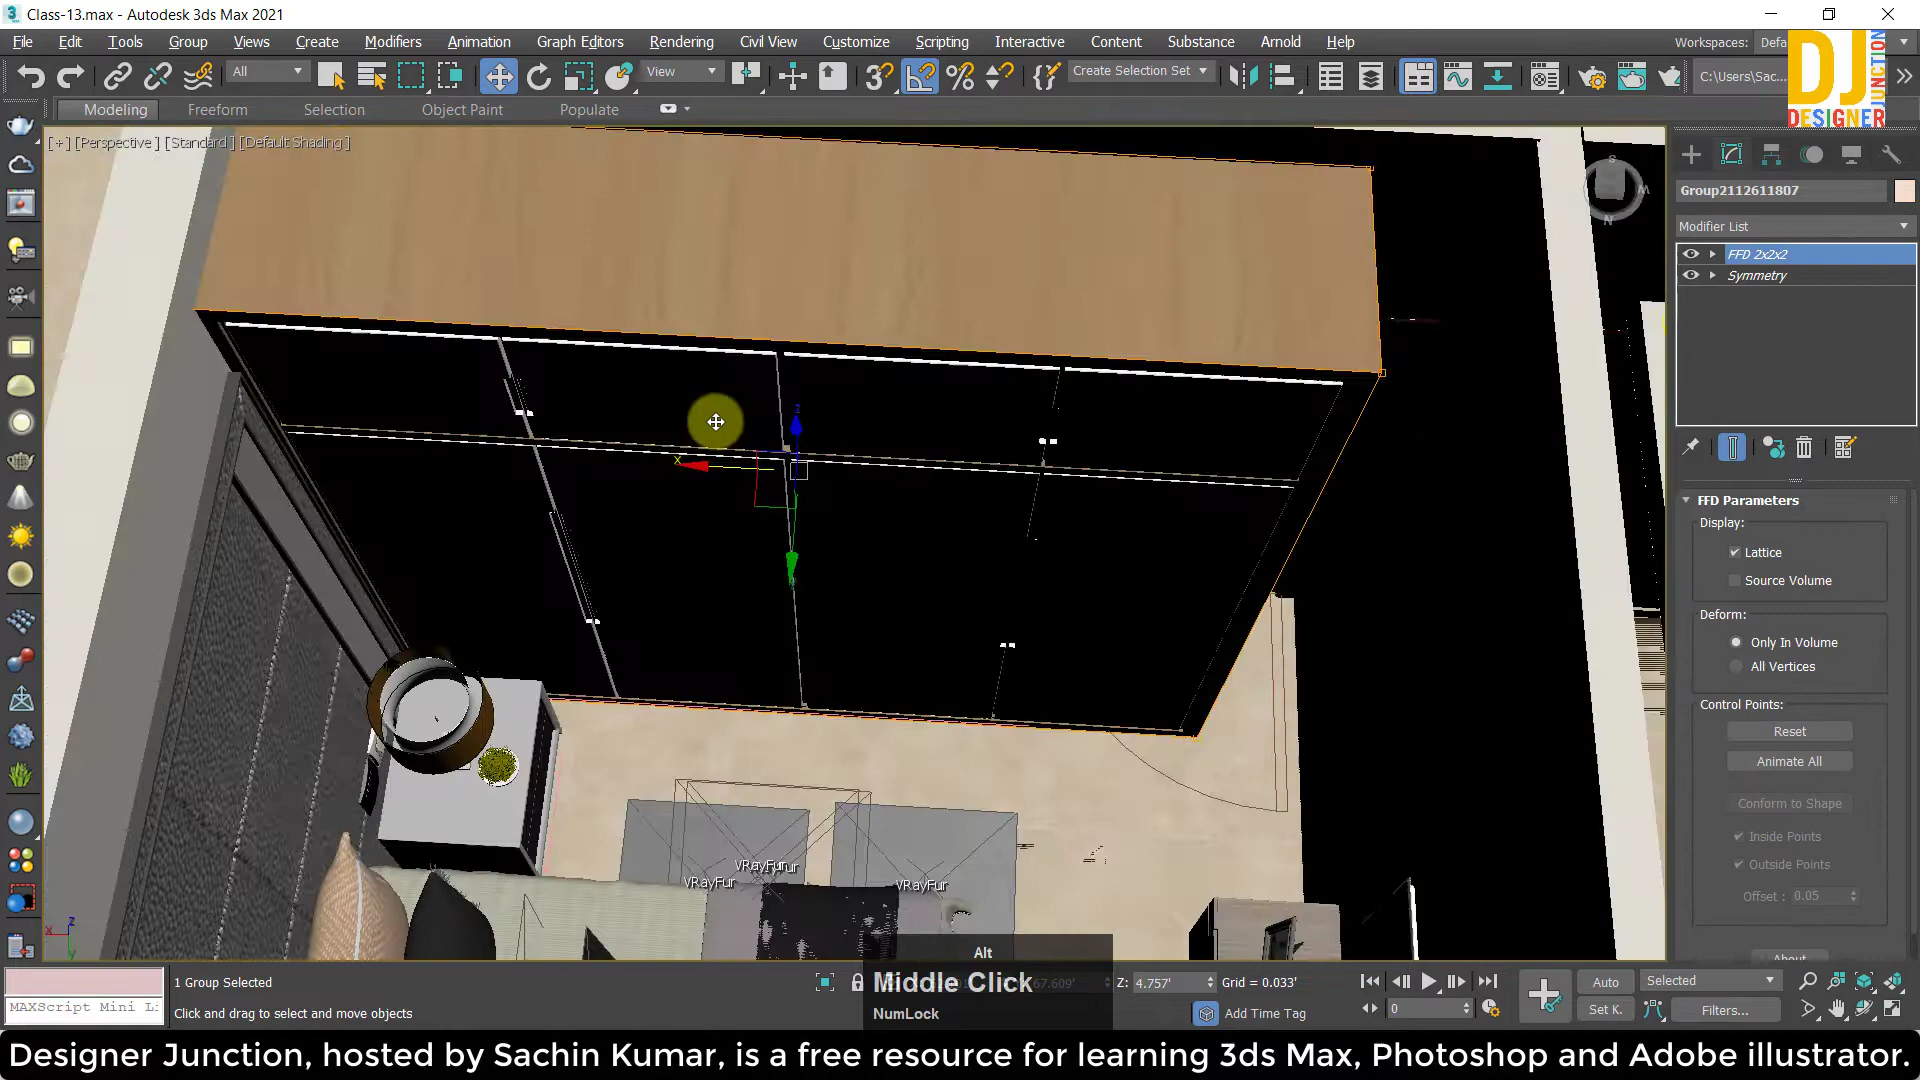 Class-13.max - Autodesk 3ds Max 2021
File Edit Tools Group Views Create Modifiers Animation Graph Editors Rendering Civil View Customize Scripting Interactive Content Substance Arnold Help
Workspaces: Defa
All View Create Selection Set C:\Users\Sac...
DJ DESIGNER JUNCTION
Modeling Freeform Selection Object Paint Populate
[+] [Perspective ] [Standard ] [Default Shading ]
Group2112611807
Modifier List
FFD 2x2x2
Symmetry
FFD Parameters
Display:
Lattice
Source Volume
Deform:
Only In Volume
All Vertices
Control Points:
Reset
Animate All
Conform to Shape
Inside Points
Outside Points
Offset : 0.05
About
S
W
N
z
x
VRayFur
VRayFur
VRayFur
z
x
y
Alt
Middle Click
NumLock
1 Group Selected
Click and drag to select and move objects
MAXScript Mini Li
67.609' Z: 4.757' Grid = 0.033'
Add Time Tag
0
Auto Selected
Set K. Filters...
Designer Junction, hosted by Sachin Kumar, is a free resource for learning 3ds Max, Photoshop and Adobe illustrator.